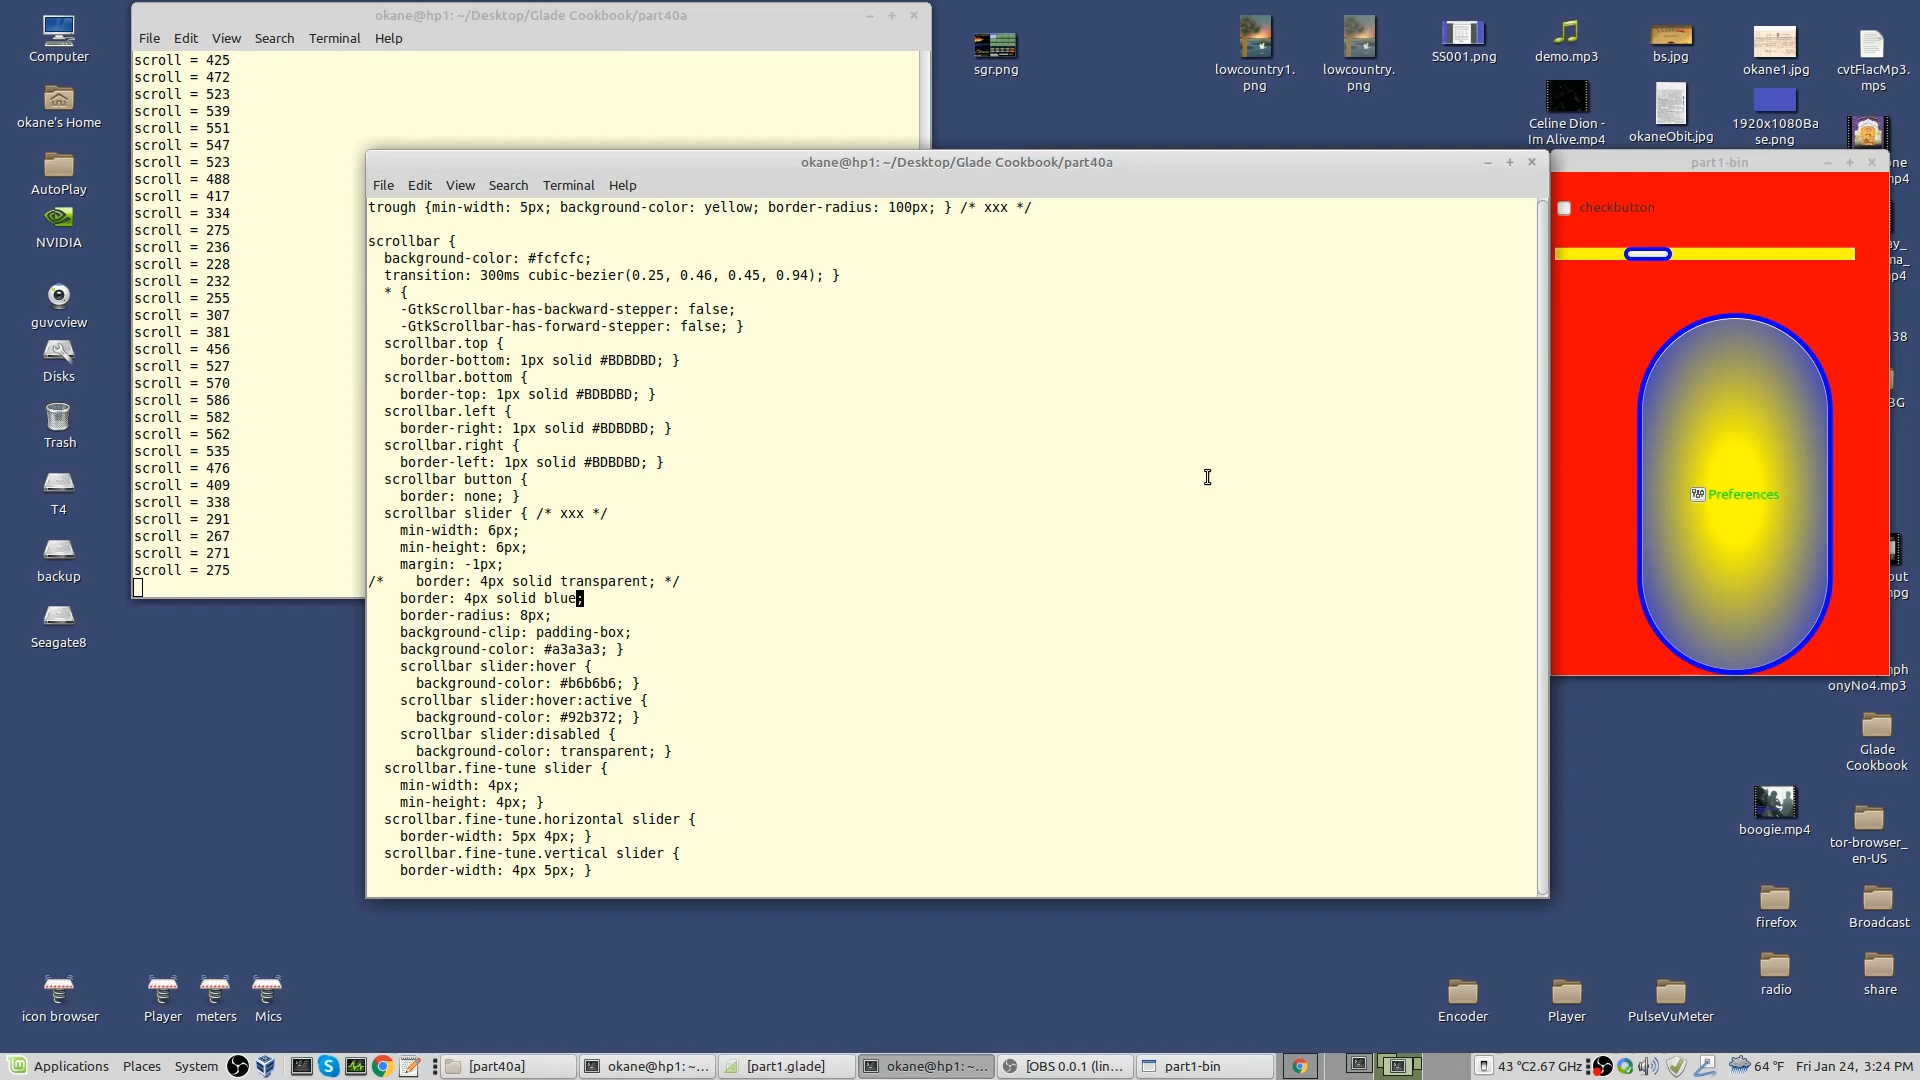 okane@hp1: ~/Desktop/Glade Cookbook/part40a
File Edit View Search Terminal Help
scroll = 425
scroll = 472
scroll = 523
scroll = 539
scroll = 551
scroll = 547
scroll = 523
scroll = 488
scroll = 417
scroll = 334
scroll = 275
scroll = 236
scroll = 228
scroll = 232
scroll = 255
scroll = 307
scroll = 381
scroll = 456
scroll = 527
scroll = 570
scroll = 586
scroll = 582
scroll = 562
scroll = 535
scroll = 476
scroll = 409
scroll = 338
scroll = 291
scroll = 267
scroll = 271
scroll = 275
okane@hp1: ~/Desktop/Glade Cookbook/part40a
File Edit View Search Terminal Help
trough {min-width: 5px; background-color: yellow; border-radius: 100px; } /* xxx */
scrollbar {
background-color: #fcfcfc;
transition: 300ms cubic-bezier(0.25, 0.46, 0.45, 0.94); }
* {
-GtkScrollbar-has-backward-stepper: false;
-GtkScrollbar-has-forward-stepper: false; }
scrollbar.top {
border-bottom: 1px solid #BDBDBD; }
scrollbar.bottom {
border-top: 1px solid #BDBDBD; }
scrollbar.left {
border-right: 1px solid #BDBDBD; }
scrollbar.right {
border-left: 1px solid #BDBDBD; }
scrollbar button {
border: none; }
scrollbar slider { /* xxx */
min-width: 6px;
min-height: 6px;
margin: -1px;
/* border: 4px solid transparent; */
border: 4px solid blue;
border-radius: 8px;
background-clip: padding-box;
background-color: #a3a3a3; }
scrollbar slider:hover {
background-color: #b6b6b6; }
scrollbar slider:hover:active {
background-color: #92b372; }
scrollbar slider:disabled {
background-color: transparent; }
scrollbar.fine-tune slider {
min-width: 4px;
min-height: 4px; }
scrollbar.fine-tune.horizontal slider {
border-width: 5px 4px; }
scrollbar.fine-tune.vertical slider {
border-width: 4px 5px; }
part1-bin
checkbutton
Preferences
Computer
okane's Home
AutoPlay
NVIDIA
guvcview
Disks
Trash
T4
backup
Seagate8
icon browser
Player
meters
Mics
sgr.png
lowcountry1.
png
lowcountry.
png
SS001.png
demo.mp3
bs.jpg
okane1.jpg
cvtFlacMp3.
mps
Celine Dion -
Im Alive.mp4
okaneObit.jpg
1920x1080Ba
se.png
onyNo4.mp3
Glade
Cookbook
boogie.mp4
tor-browser_
en-US
firefox
Broadcast
radio
share
Encoder
Player
PulseVuMeter
Applications Places System
[part40a]
okane@hp1: ~...
[part1.glade]
okane@hp1: ~...
[OBS 0.0.1 (lin...
part1-bin
43 °C2.67 GHz
64 °F
Fri Jan 24, 3:24 PM